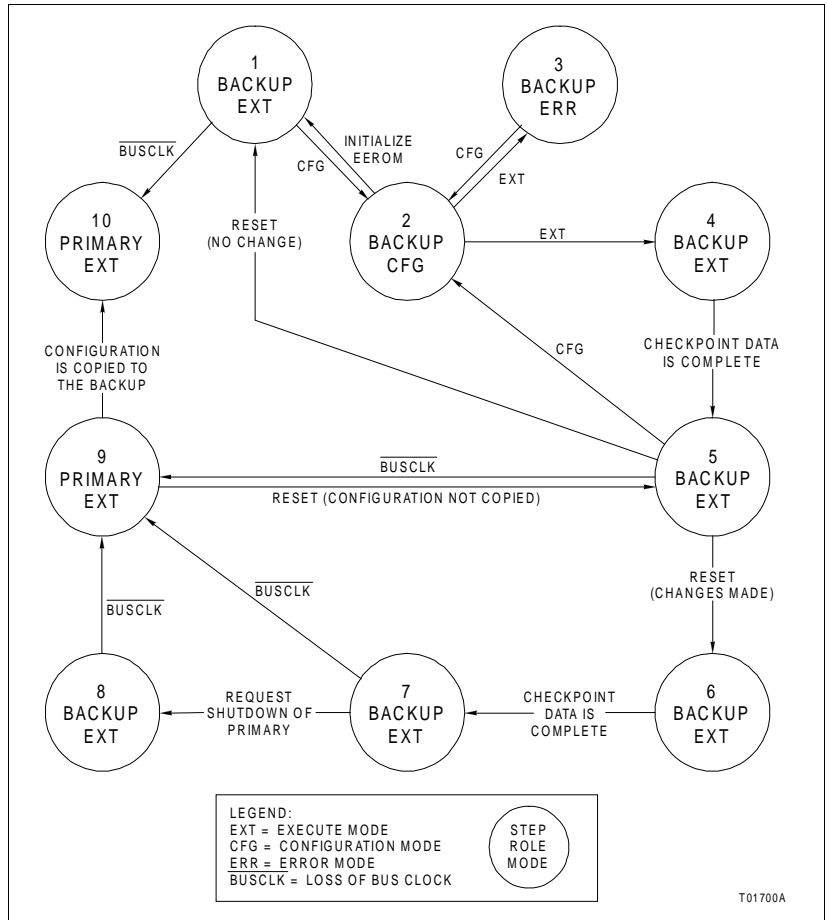 1
BACKUP
EXT
3
BACKUP
ERR
BUSCLK
CFG
INITIALIZE
EEROM
CFG
EXT
10
PRIMARY
EXT
RESET
(NO CHANGE)
2
BACKUP
CFG
EXT
4
BACKUP
EXT
CONFIGURATION
IS COPIED TO
THE BACKUP
CFG
CHECKPOINT DATA
IS COMPLETE
9
PRIMARY
EXT
BUSCLK
RESET (CONFIGURATION NOT COPIED)
5
BACKUP
EXT
BUSCLK
BUSCLK
RESET
(CHANGES MADE)
8
BACKUP
EXT
REQUEST
SHUTDOWN OF
PRIMARY
7
BACKUP
EXT
CHECKPOINT
DATA IS
COMPLETE
6
BACKUP
EXT
LEGEND:
EXT = EXECUTE MODE
CFG = CONFIGURATION MODE
ERR = ERROR MODE
BUSCLK = LOSS OF BUS CLOCK
STEP
ROLE
MODE
T01700A